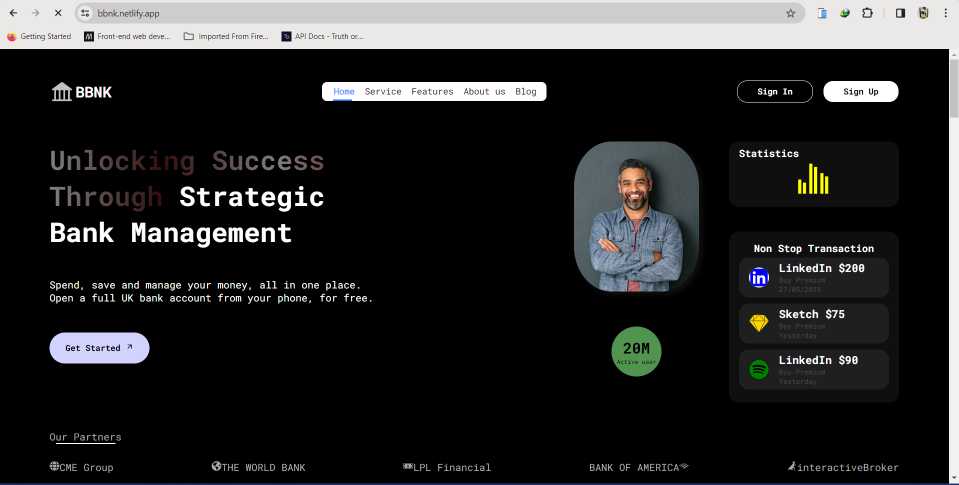 bbnk.netlify.app
Getting Started
Front-end web deve...
Imported From Fire...
API Docs - Truth or...
BBNK
Home Service Features About us Blog
Sign In
Sign Up
Unlocking Success
Through Strategic
Bank Management
Spend, save and manage your money, all in one place.
Open a full UK bank account from your phone, for free.
Get Started
20M
Active user
Statistics
Non Stop Transaction
in
LinkedIn $200
Buy Premium
27/05/2023
Sketch $75
Buy Premium
Yesterday
LinkedIn $90
Buy Premium
Yesterday
Our Partners
CME Group
THE WORLD BANK
LPL Financial
BANK OF AMERICA
interactiveBroker